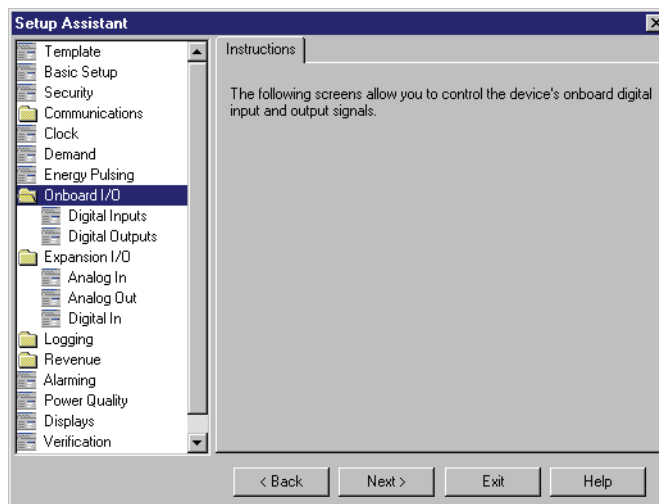 Setup Assistant
Template
Basic Setup
Security
Communications
Clock
Demand
Energy Pulsing
Onboard I/O
Digital Inputs
Digital Outputs
Expansion I/O
Analog In
Analog Out
Digital In
Logging
Revenue
Alarming
Power Quality
Displays
Verification
Instructions
The following screens allow you to control the device's onboard digital
input and output signals.
< Back
Next >
Exit
Help